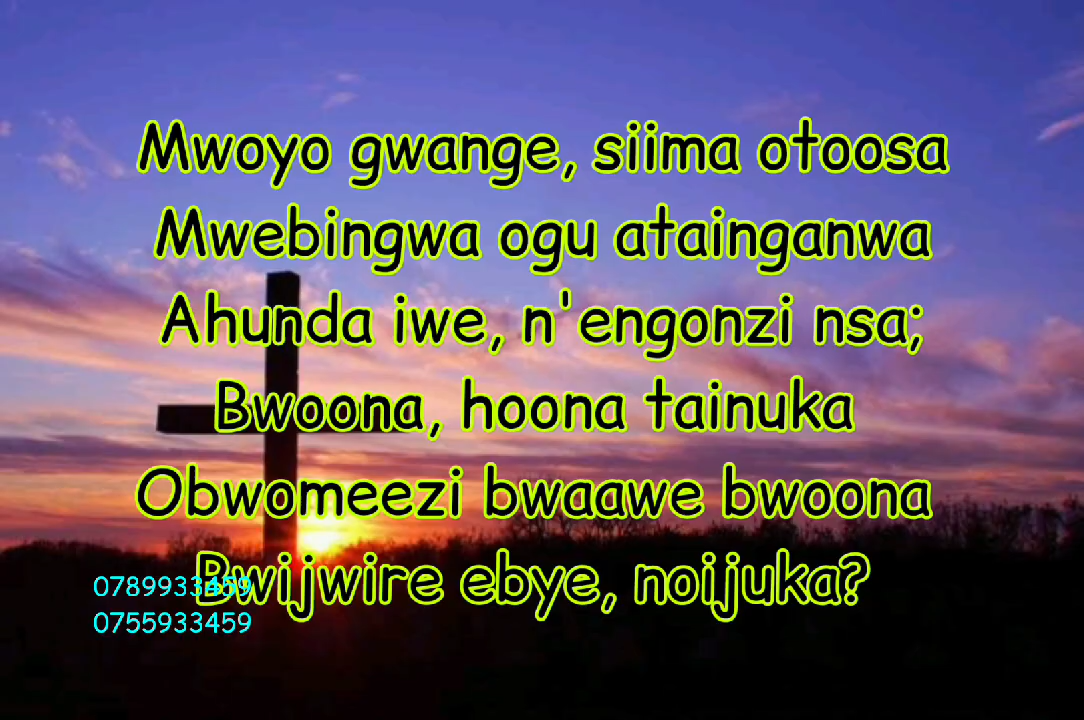 Mwoyo gwange, siima otoosa
Mwebingwa ogu atainganwa
Ahunda iwe, n'engonzi nsa;
Bwoona, hoona tainuka
Obwomeezi bwaawe bwoona
Bwijwire ebye, noijuka?
0789933459
0755933459